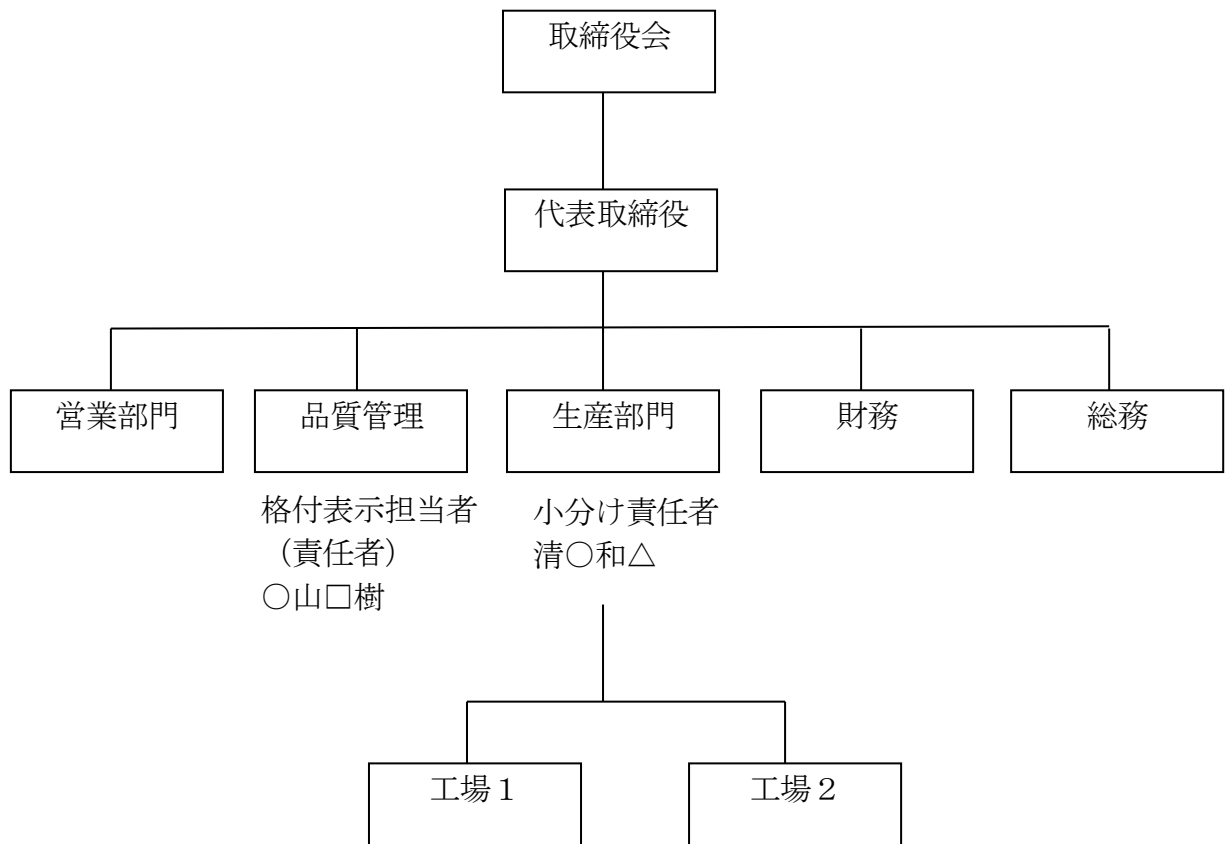 取締役会
代表取締役
営業部門
品質管理
生産部門
財務
総務
格付表示担当者
（責任者）
○山□樹
小分け責任者
清○和△
工場１
工場２